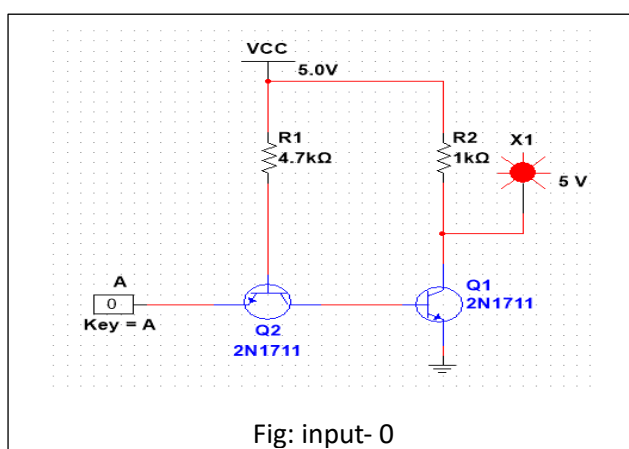 VCC
5.0V
R1
4.7kΩ
R2
1kΩ
X1
5 V
A
0
Key = A
Q2
2N1711
Q1
2N1711
Fig: input- 0